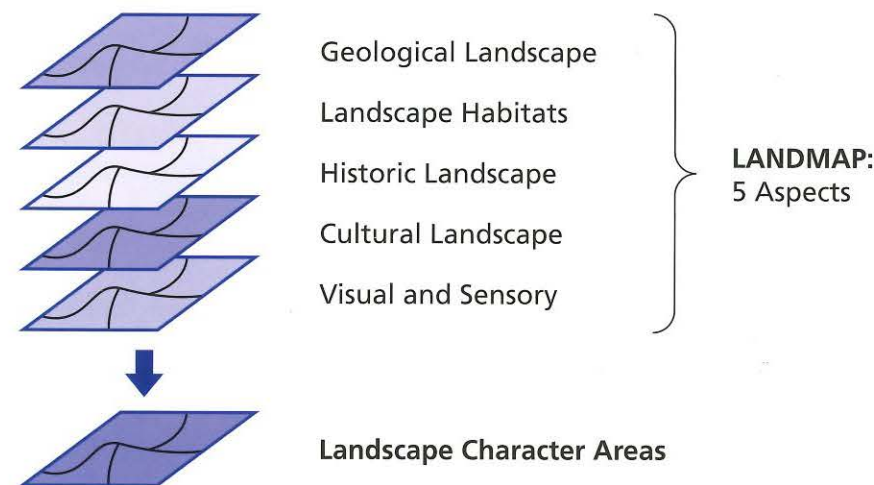 Geological Landscape
Landscape Habitats
Historic Landscape
Cultural Landscape
Visual and Sensory
LANDMAP:
5 Aspects
Landscape Character Areas